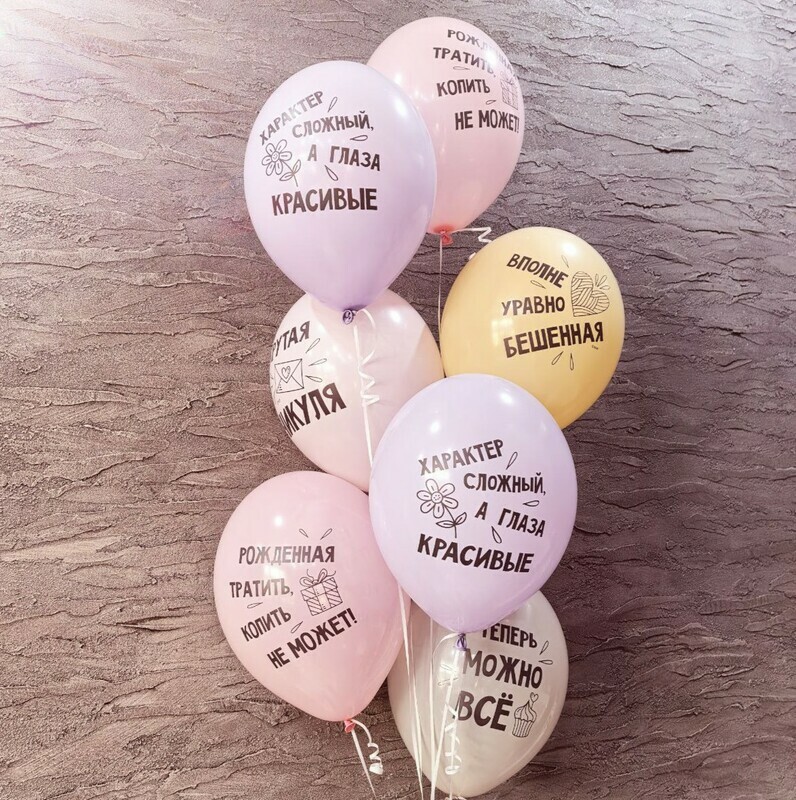 РОЖДЕННАЯ
ТРАТИТЬ,
КОПИТЬ
НЕ МОЖЕТ!
ХАРАКТЕР
СЛОЖНЫЙ,
А ГЛАЗА
КРАСИВЫЕ
ВПОЛНЕ
УРАВНО
БЕШЕННАЯ
ХАРАКТЕР
СЛОЖНЫЙ,
А ГЛАЗА
КРАСИВЫЕ
РОЖДЕННАЯ
ТРАТИТЬ,
КОПИТЬ
НЕ МОЖЕТ!
ТЕПЕРЬ
МОЖНО
ВСЁ